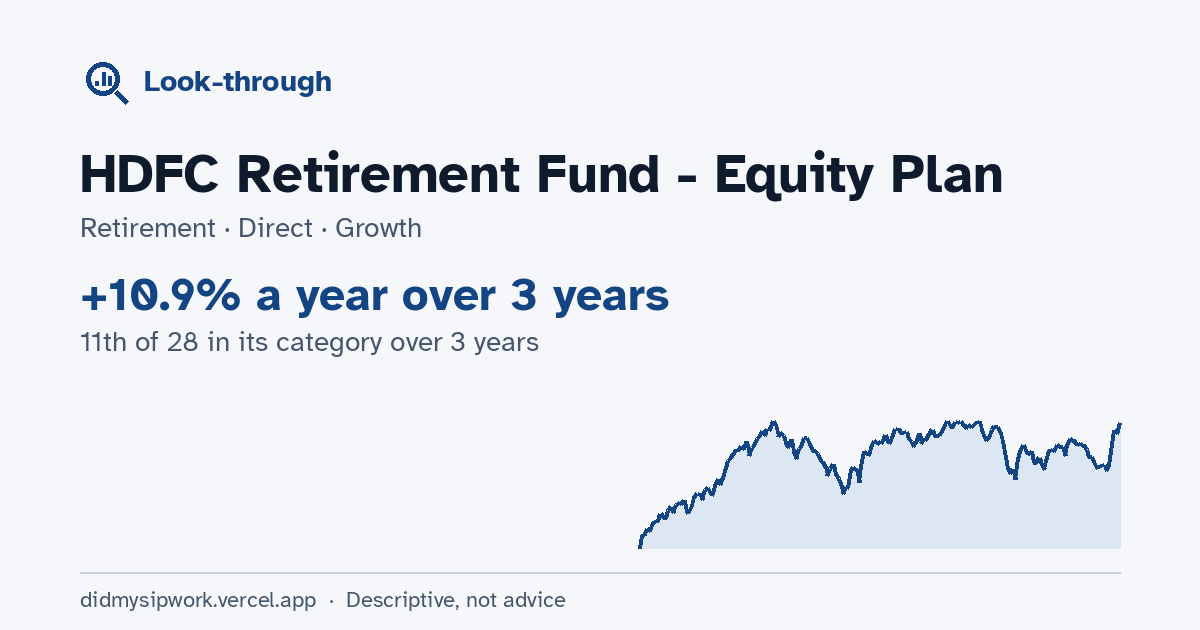 Look-through
HDFC Retirement Fund - Equity Plan
Retirement · Direct · Growth
+10.9% a year over 3 years
11th of 28 in its category over 3 years
didmysipwork.vercel.app · Descriptive, not advice